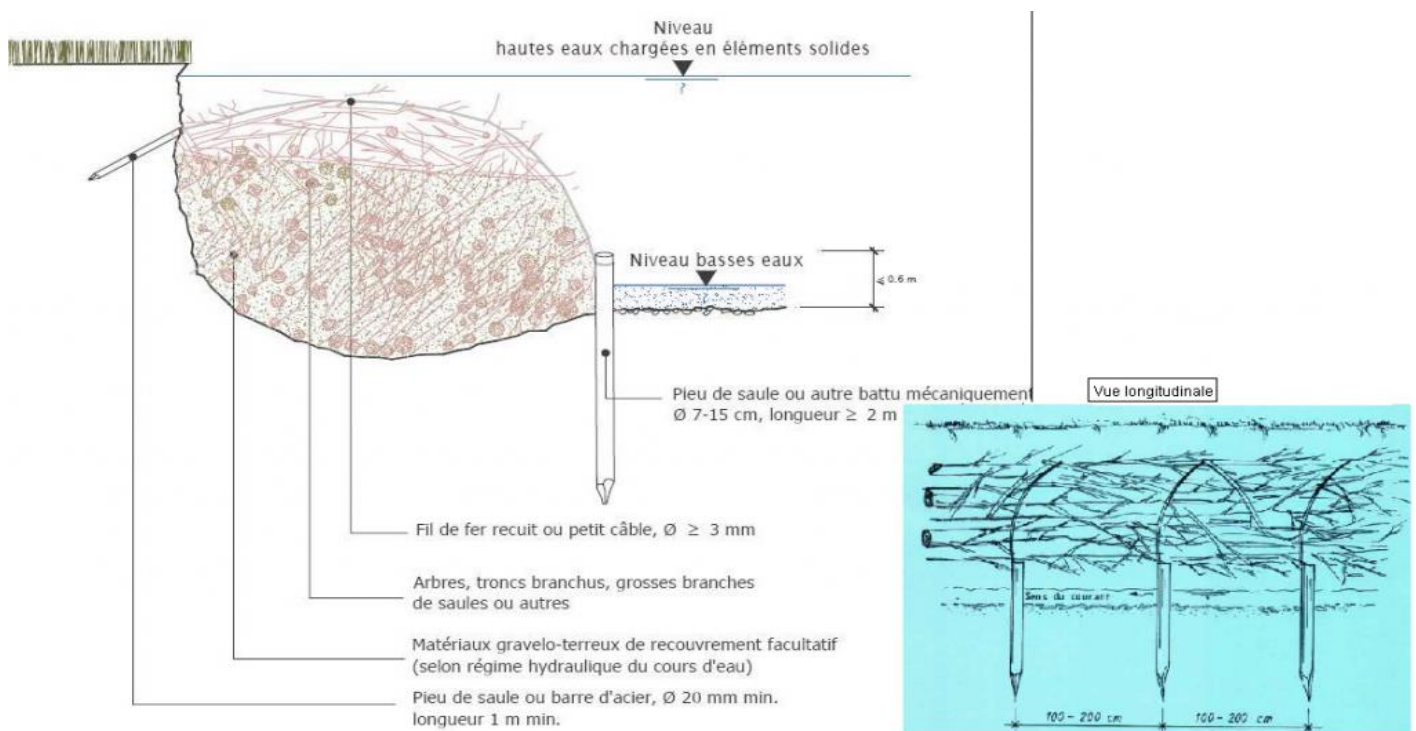 Niveau
hautes eaux chargées en éléments solides
Niveau basses eaux
⩽ 0.6 m
Pieu de saule ou autre battu mécaniquement
Ø 7-15 cm, longueur ≥ 2 m
Fil de fer recuit ou petit câble, Ø ≥ 3 mm
Arbres, troncs branchus, grosses branches
de saules ou autres
Matériaux gravelo-terreux de recouvrement facultatif
(selon régime hydraulique du cours d'eau)
Pieu de saule ou barre d'acier, Ø 20 mm min.
longueur 1 m min.
Vue longitudinale
Sens du courant
100 - 200 cm
100 - 200 cm